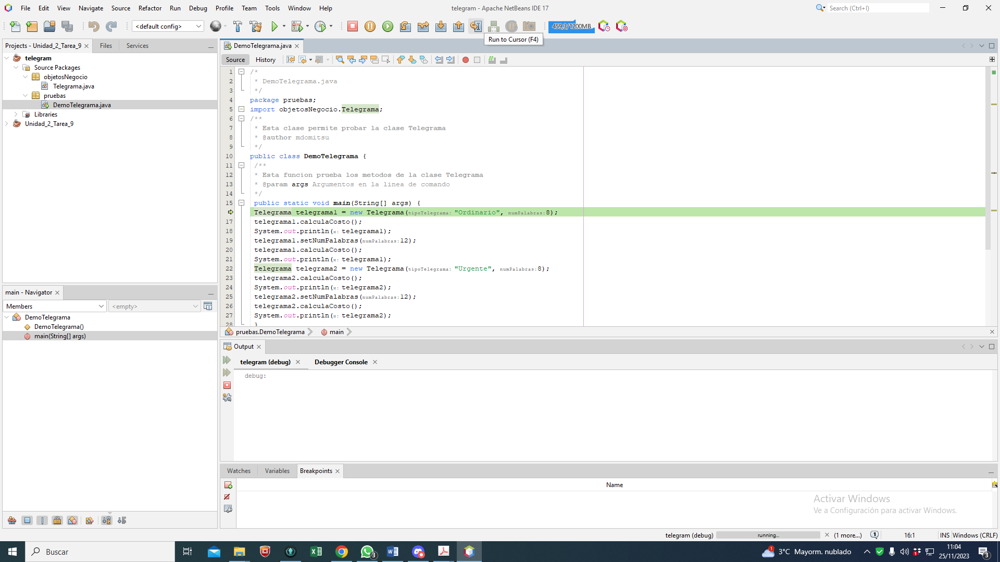 File Edit View Navigate Source Refactor Run Debug Profile Team Tools Window Help
telegram - Apache NetBeans IDE 17
Search (Ctrl+I)
<default config>
459,3/1200MB
Run to Cursor (F4)
Projects - Unidad_2_Tarea_9
Files
Services
telegram
Source Packages
objetosNegocio
Telegrama.java
pruebas
DemoTelegrama.java
Libraries
Unidad_2_Tarea_9
main - Navigator
Members
<empty>
DemoTelegrama
DemoTelegrama()
main(String[] args)
DemoTelegrama.java
Source
History
1 /*
2 * DemoTelegrama.java
3 */
4 package pruebas;
5 import objetosNegocio.Telegrama;
6 /**
7 * Esta clase permite probar la clase Telegrama
8 * @author mdomitsu
9 */
10 public class DemoTelegrama {
11 /**
12 * Esta funcion prueba los metodos de la clase Telegrama
13 * @param args Argumentos en la linea de comando
14 */
15 public static void main(String[] args) {
Telegrama telegrama1 = new Telegrama(tipoTelegrama: "Ordinario", numPalabras:8);
17 telegrama1.calculaCosto();
18 System.out.println(x: telegrama1);
19 telegrama1.setNumPalabras(numPalabras:12);
20 telegrama1.calculaCosto();
21 System.out.println(x: telegrama1);
22 Telegrama telegrama2 = new Telegrama(tipoTelegrama: "Urgente", numPalabras:8);
23 telegrama2.calculaCosto();
24 System.out.println(x: telegrama2);
25 telegrama2.setNumPalabras(numPalabras:12);
26 telegrama2.calculaCosto();
27 System.out.println(x: telegrama2);
28 }
pruebas.DemoTelegrama
main
Output
telegram (debug)
Debugger Console
debug:
Watches
Variables
Breakpoints
Name
Activar Windows
Ve a Configuración para activar Windows.
telegram (debug)
running...
(1 more...)
1
16:1
INS
Windows (CRLF)
Buscar
3
1
3°C Mayorm. nublado
11:04
25/11/2023
3